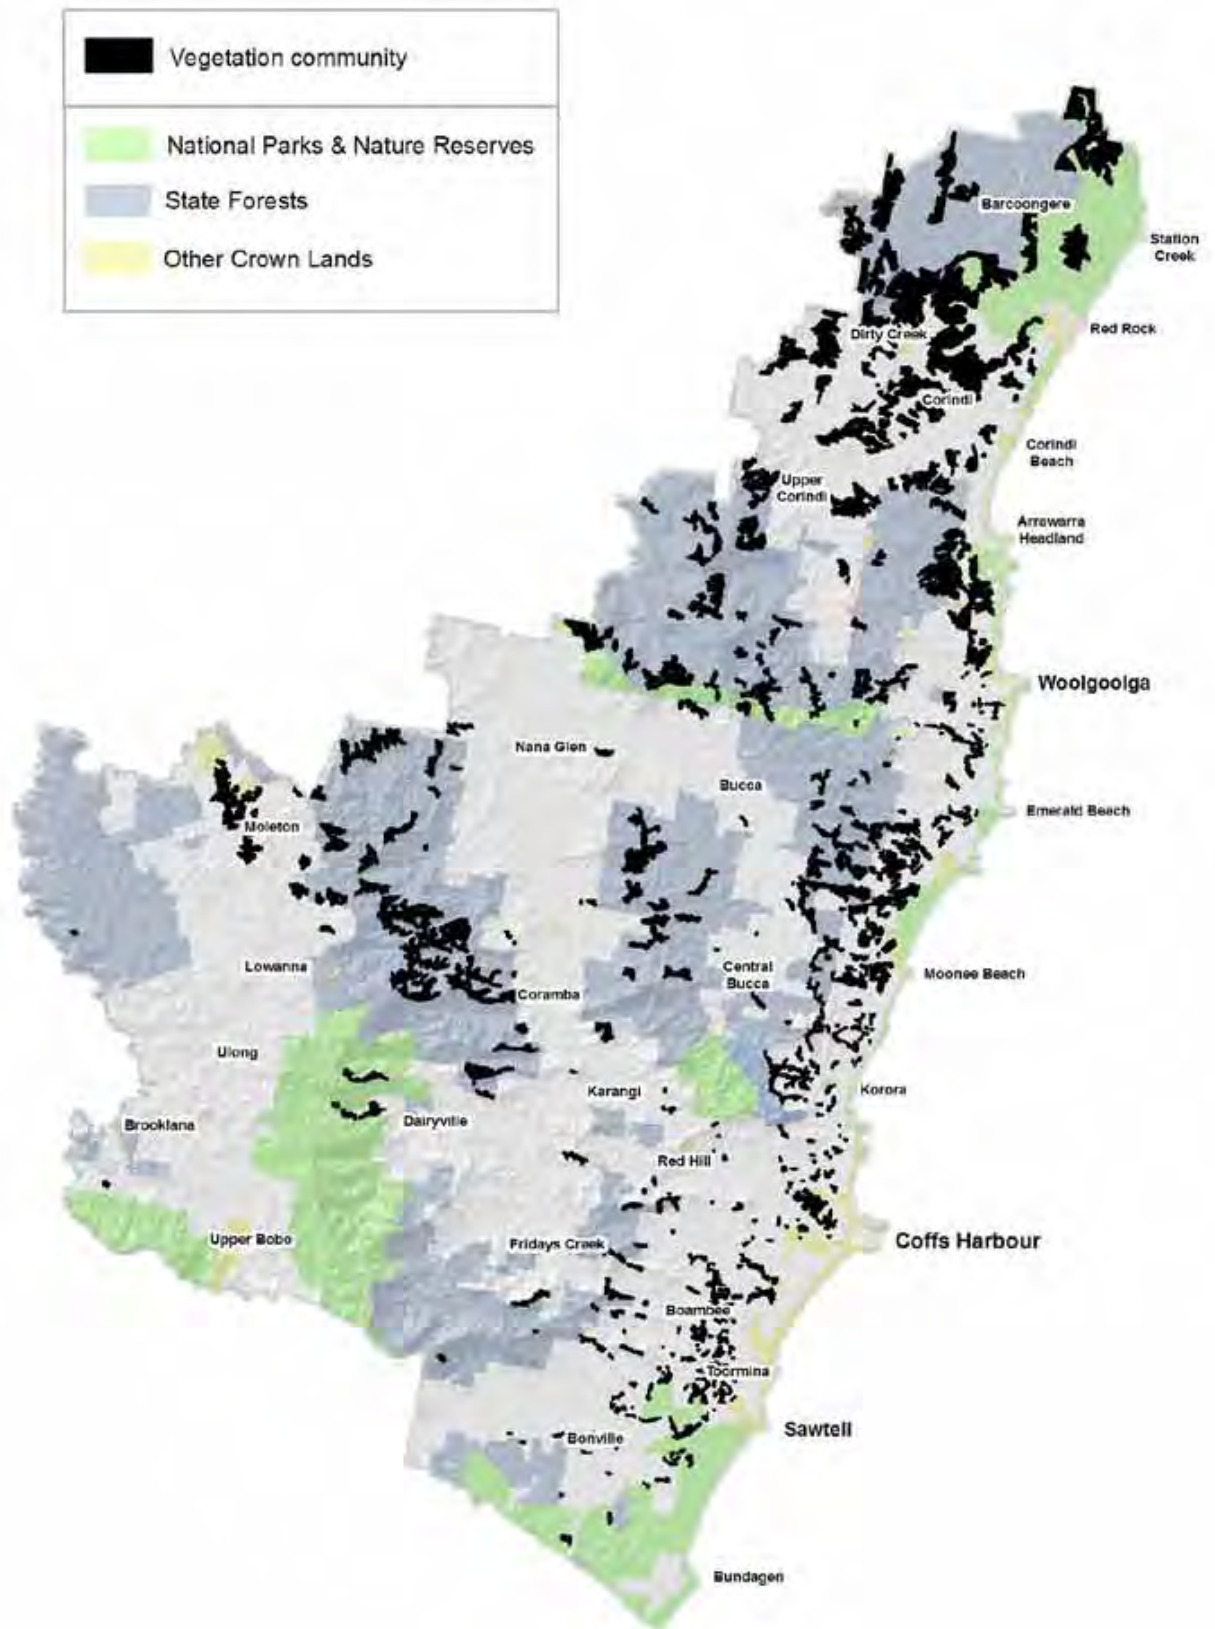 Vegetation community
National Parks & Nature Reserves
State Forests
Other Crown Lands
Barcoongere
Station
Creek
Red Rock
Dirty Creek
Corindi
Corindi
Beach
Upper
Corindi
Arrawarra
Headland
Woolgoolga
Nana Glen
Bucca
Emerald Beach
Moleton
Lowanna
Central
Bucca
Moonee Beach
Coramba
Ulong
Karangi
Korora
Brooklana
Dairyville
Red Hill
Upper Bobo
Fridays Creek
Coffs Harbour
Boambee
Toormina
Sawtell
Bonville
Bundagen